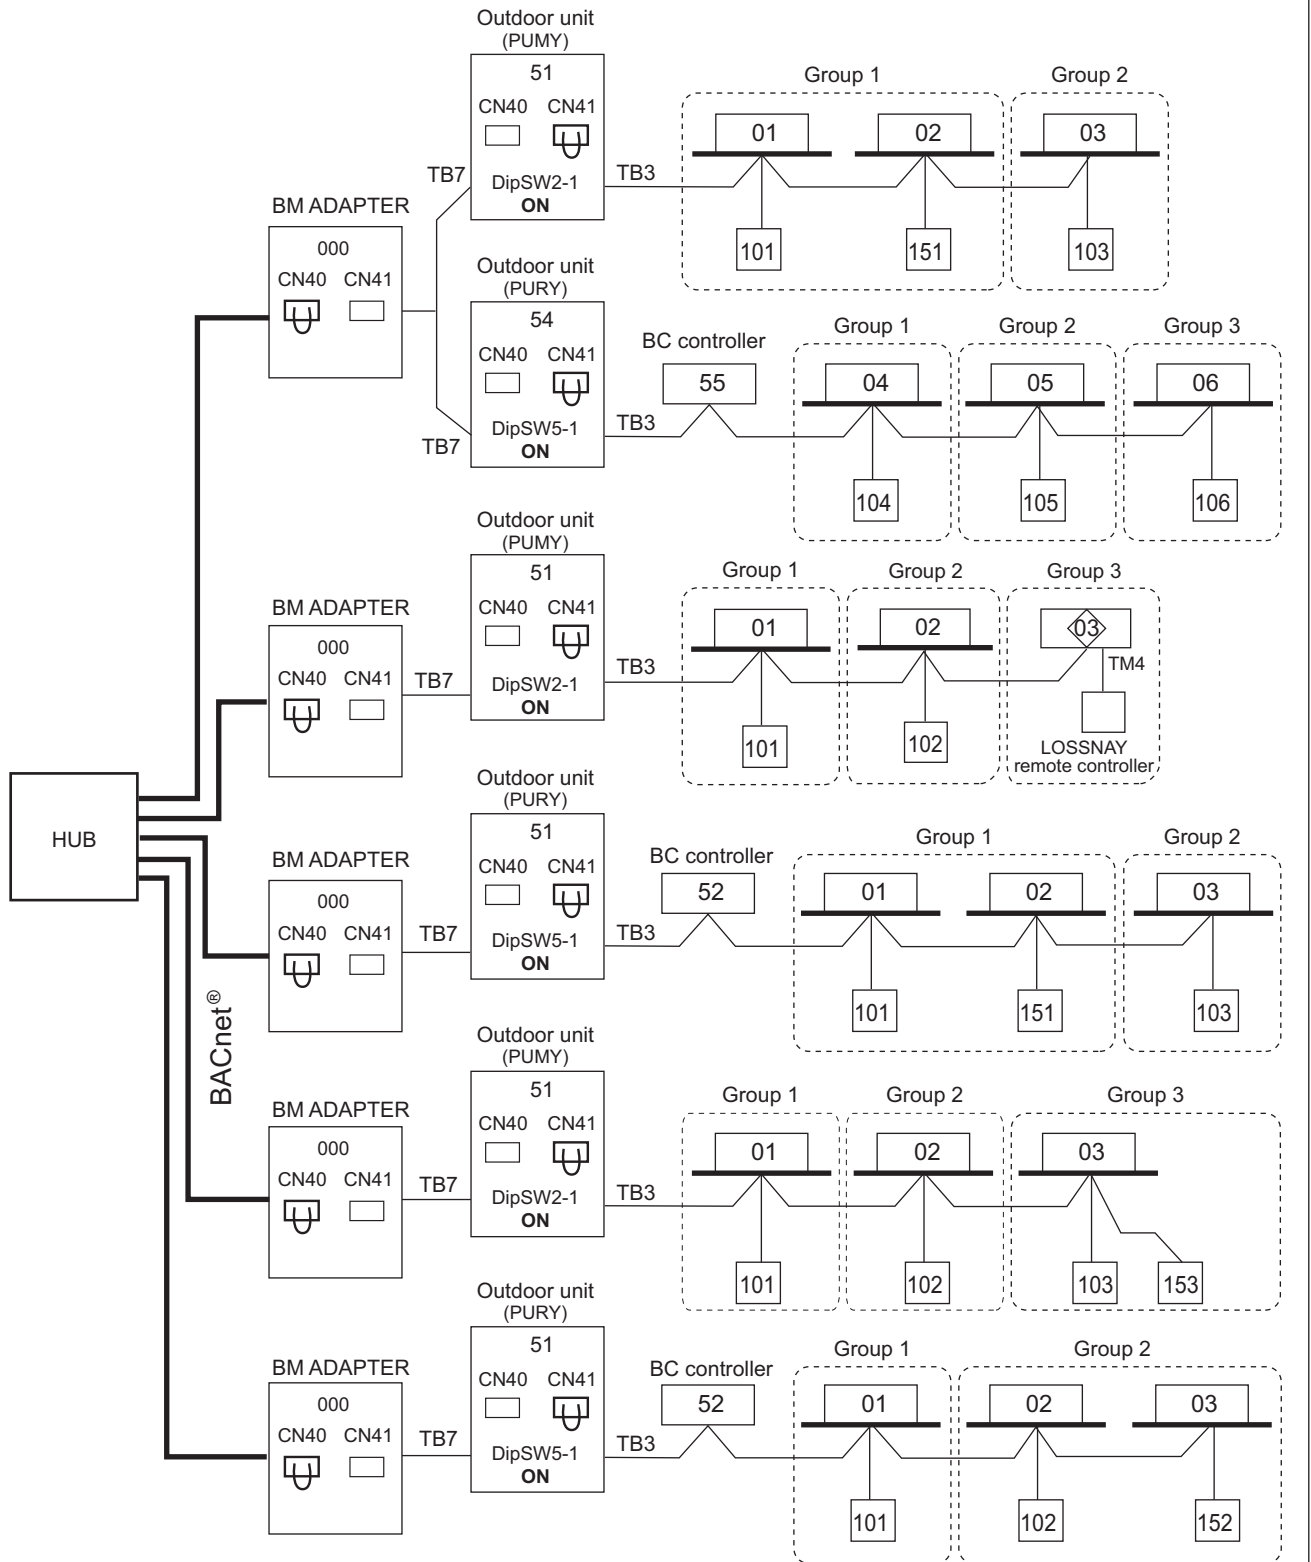 HUB
BACnet®
BM ADAPTER
000
CN40 CN41
TB7
TB7
Outdoor unit
(PUMY)
51
CN40 CN41
DipSW2-1
ON
TB3
Group 1
01
02
101
151
Group 2
03
103
Outdoor unit
(PURY)
54
CN40 CN41
DipSW5-1
ON
TB3
BC controller
55
Group 1
04
104
Group 2
05
105
Group 3
06
106
BM ADAPTER
000
CN40 CN41
TB7
Outdoor unit
(PUMY)
51
CN40 CN41
DipSW2-1
ON
TB3
Group 1
01
101
Group 2
02
102
Group 3
03
TM4
LOSSNAY
remote controller
BM ADAPTER
000
CN40 CN41
TB7
Outdoor unit
(PURY)
51
CN40 CN41
DipSW5-1
ON
TB3
BC controller
52
Group 1
01
02
101
151
Group 2
03
103
BM ADAPTER
000
CN40 CN41
TB7
Outdoor unit
(PUMY)
51
CN40 CN41
DipSW2-1
ON
TB3
Group 1
01
101
Group 2
02
102
Group 3
03
103
153
BM ADAPTER
000
CN40 CN41
TB7
Outdoor unit
(PURY)
51
CN40 CN41
DipSW5-1
ON
TB3
BC controller
52
Group 1
01
101
Group 2
02
03
102
152